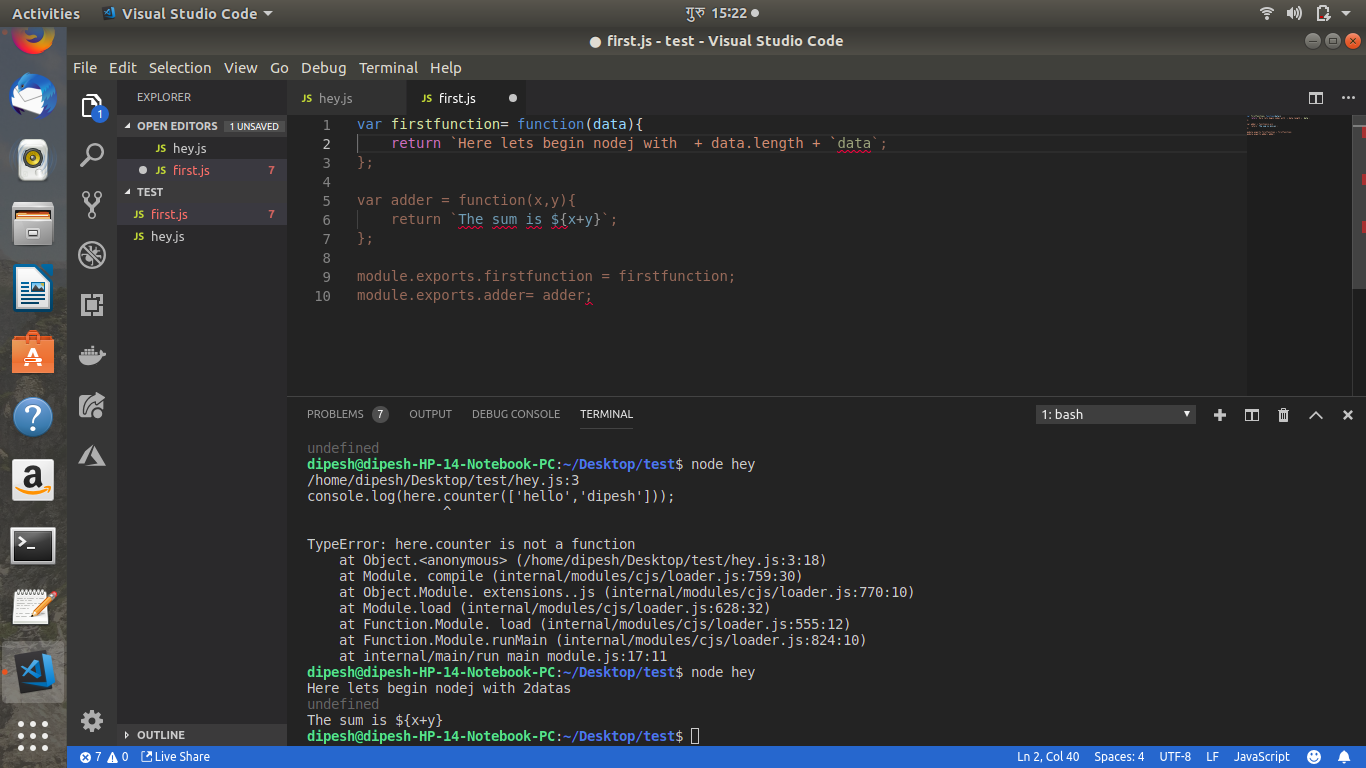 Activities
Visual Studio Code
गुरु 15:22
first.js - test - Visual Studio Code
File Edit Selection View Go Debug Terminal Help
1
EXPLORER
OPEN EDITORS 1 UNSAVED
JS hey.js
JS first.js 7
TEST
JS first.js 7
JS hey.js
OUTLINE
JS hey.js JS first.js
1 var firstfunction= function(data){
2 return `Here lets begin nodej with  + data.length + `data`;
3 };
4
5 var adder = function(x,y){
6 return `The sum is ${x+y}`;
7 };
8
9 module.exports.firstfunction = firstfunction;
10 module.exports.adder= adder;
PROBLEMS 7 OUTPUT DEBUG CONSOLE TERMINAL 1: bash
undefined
dipesh@dipesh-HP-14-Notebook-PC:~/Desktop/test$ node hey
/home/dipesh/Desktop/test/hey.js:3
console.log(here.counter(['hello','dipesh']));
^
TypeError: here.counter is not a function
at Object.<anonymous> (/home/dipesh/Desktop/test/hey.js:3:18)
at Module. compile (internal/modules/cjs/loader.js:759:30)
at Object.Module. extensions..js (internal/modules/cjs/loader.js:770:10)
at Module.load (internal/modules/cjs/loader.js:628:32)
at Function.Module. load (internal/modules/cjs/loader.js:555:12)
at Function.Module.runMain (internal/modules/cjs/loader.js:824:10)
at internal/main/run main module.js:17:11
dipesh@dipesh-HP-14-Notebook-PC:~/Desktop/test$ node hey
Here lets begin nodej with 2datas
undefined
The sum is ${x+y}
dipesh@dipesh-HP-14-Notebook-PC:~/Desktop/test$
7 0 Live Share Ln 2, Col 40 Spaces: 4 UTF-8 LF JavaScript